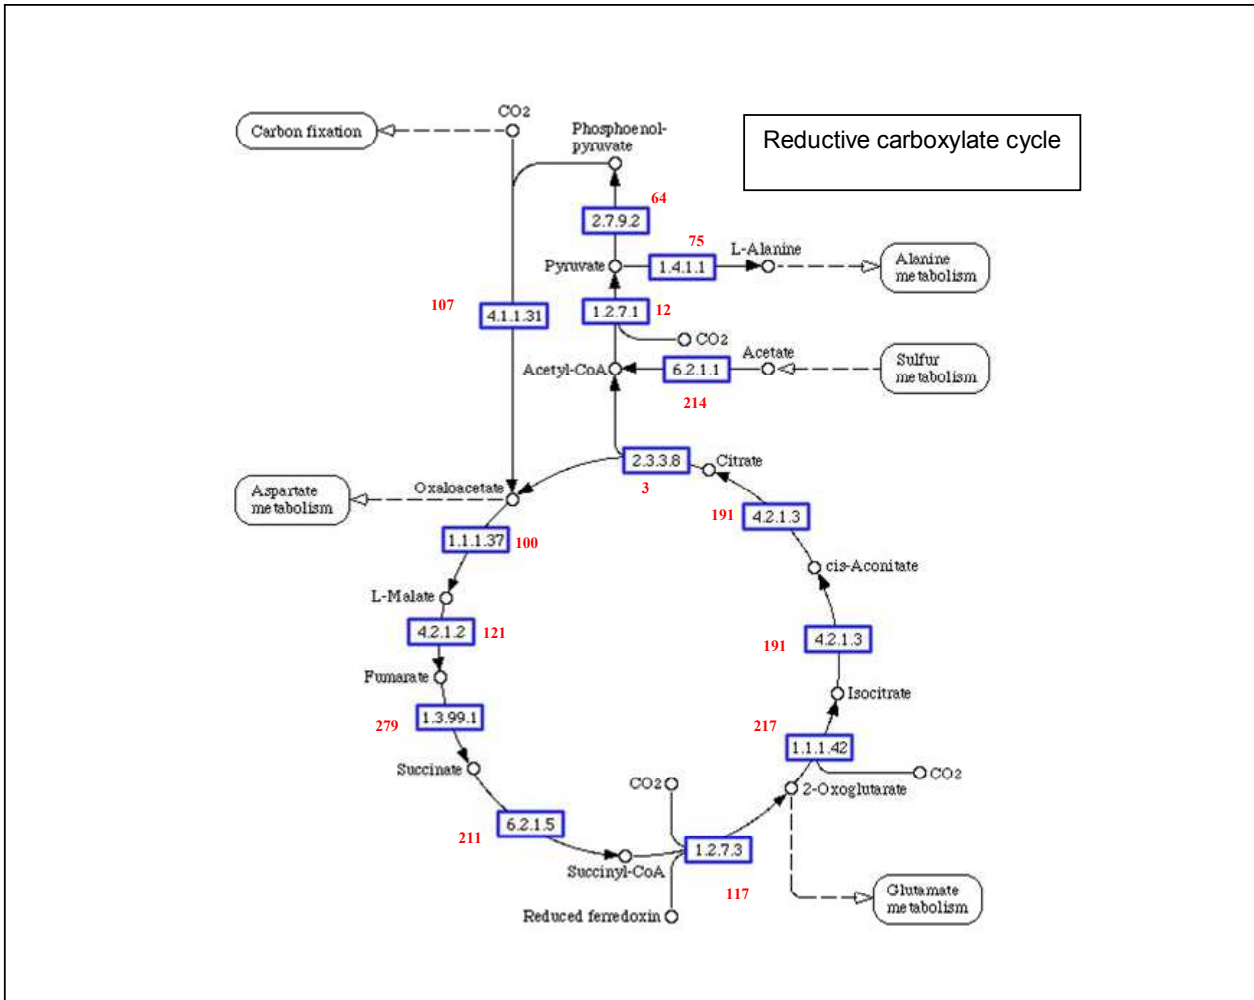 CO2
Carbon fixation
Phosphoenol-
pyruvate
Reductive carboxylate cycle
64
2.7.9.2
75
L-Alanine
Pyruvate
1.4.1.1
Alanine
metabolism
107
4.1.1.31
1.2.7.1
12
CO2
Acetate
Acetyl-CoA
6.2.1.1
Sulfur
metabolism
214
2.3.3.8
Citrate
3
Oxaloacetate
Aspartate
metabolism
191
4.2.1.3
1.1.1.37
100
cis-Aconitate
L-Malate
4.2.1.2
121
4.2.1.3
191
Fumarate
Isocitrate
279
1.3.99.1
217
1.1.1.42
Succinate
CO2
CO2
2-Oxoglutarate
6.2.1.5
211
1.2.7.3
Succinyl-CoA
117
Glutamate
metabolism
Reduced ferredoxin